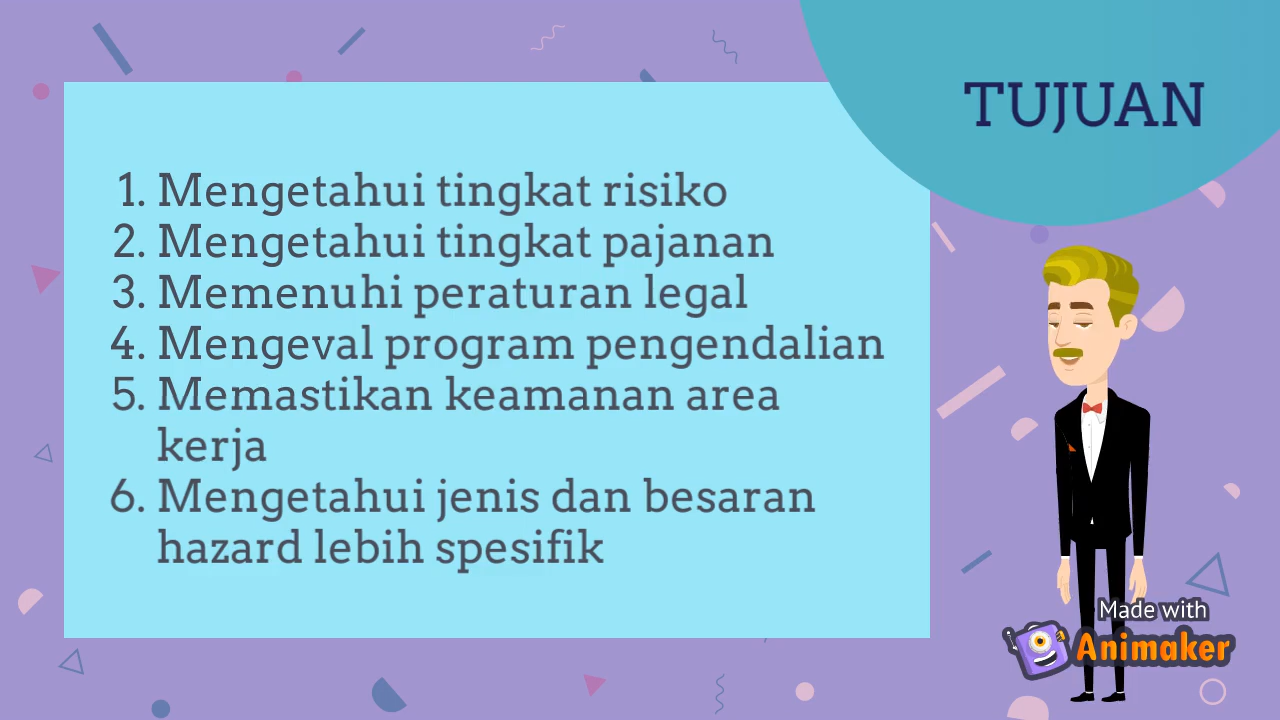 TUJUAN
1. Mengetahui tingkat risiko
2. Mengetahui tingkat pajanan
3. Memenuhi peraturan legal
4. Mengeval program pengendalian
5. Memastikan keamanan area
kerja
6. Mengetahui jenis dan besaran
hazard lebih spesifik
Made with
Animaker